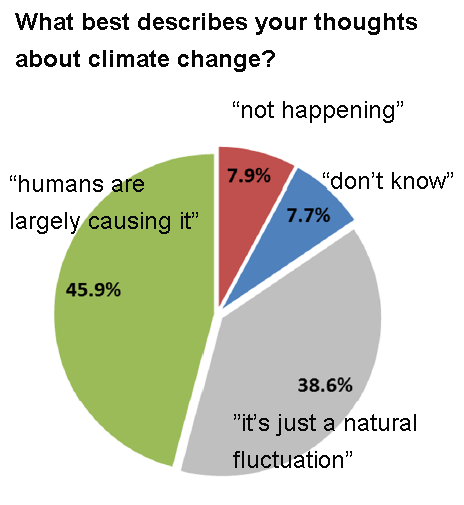 What best describes your thoughts
about climate change?
“not happening”
7.9%
“don’t know”
7.7%
“humans are
largely causing it”
45.9%
38.6%
”it’s just a natural
fluctuation”